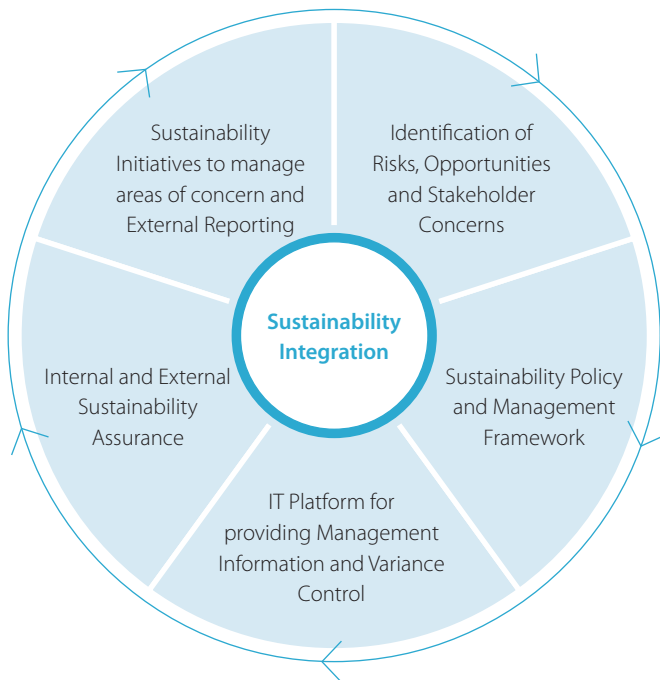 Sustainability
Initiatives to manage
areas of concern and
External Reporting
Identification of
Risks, Opportunities
and Stakeholder
Concerns
Sustainability
Integration
Internal and External
Sustainability
Assurance
Sustainability Policy
and Management
Framework
IT Platform for
providing Management
Information and Variance
Control